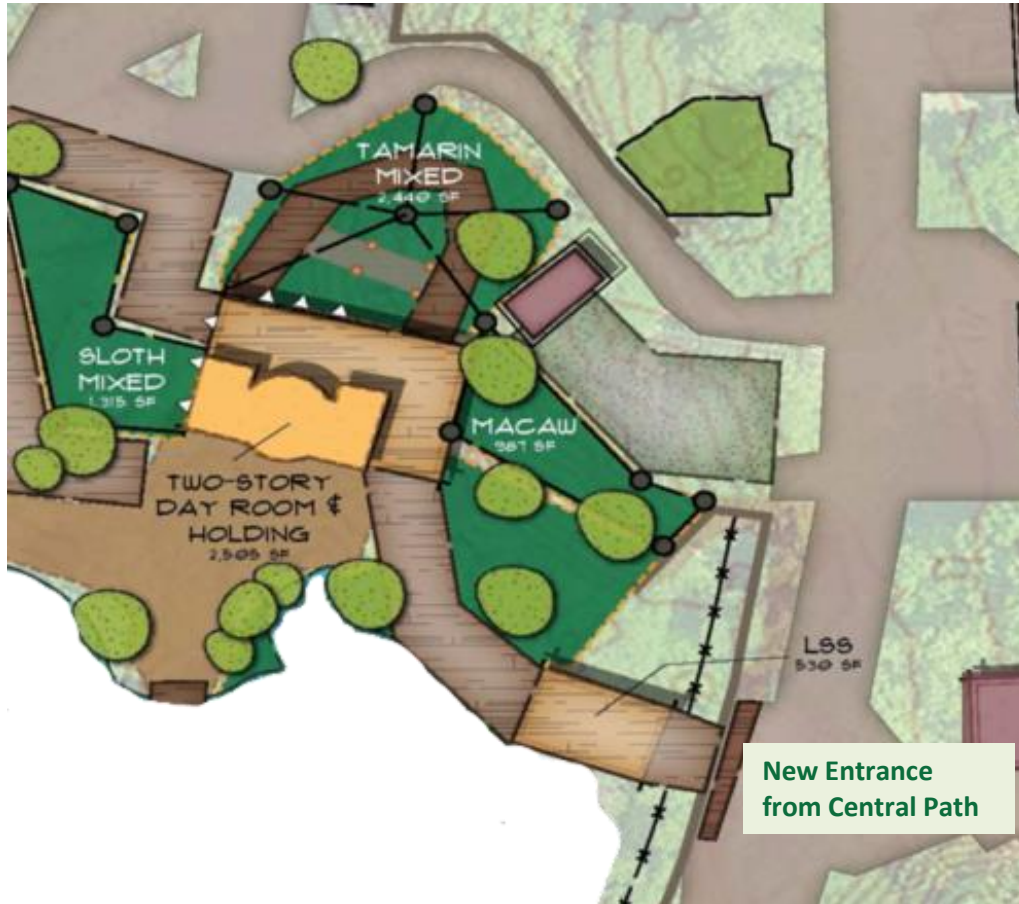 TAMARIN
MIXED
2,440 SF
SLOTH
MIXED
1,315 SF
MACAW
987 SF
TWO-STORY
DAY ROOM &
HOLDING
2,505 SF
LSS
530 SF
New Entrance
from Central Path